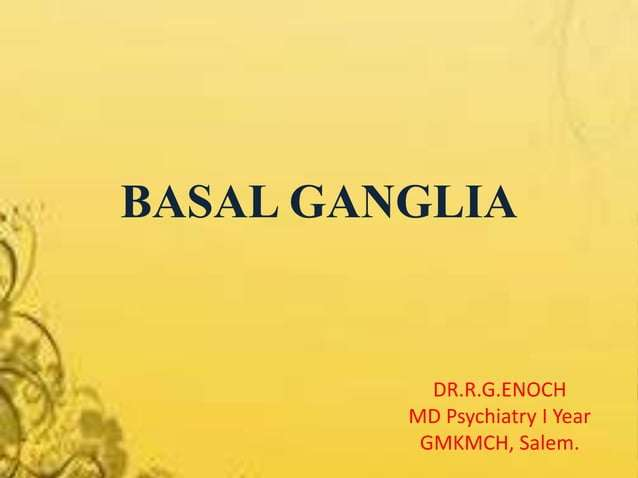 BASAL GANGLIA
DR.R.G.ENOCH
MD Psychiatry I Year
GMKMCH, Salem.